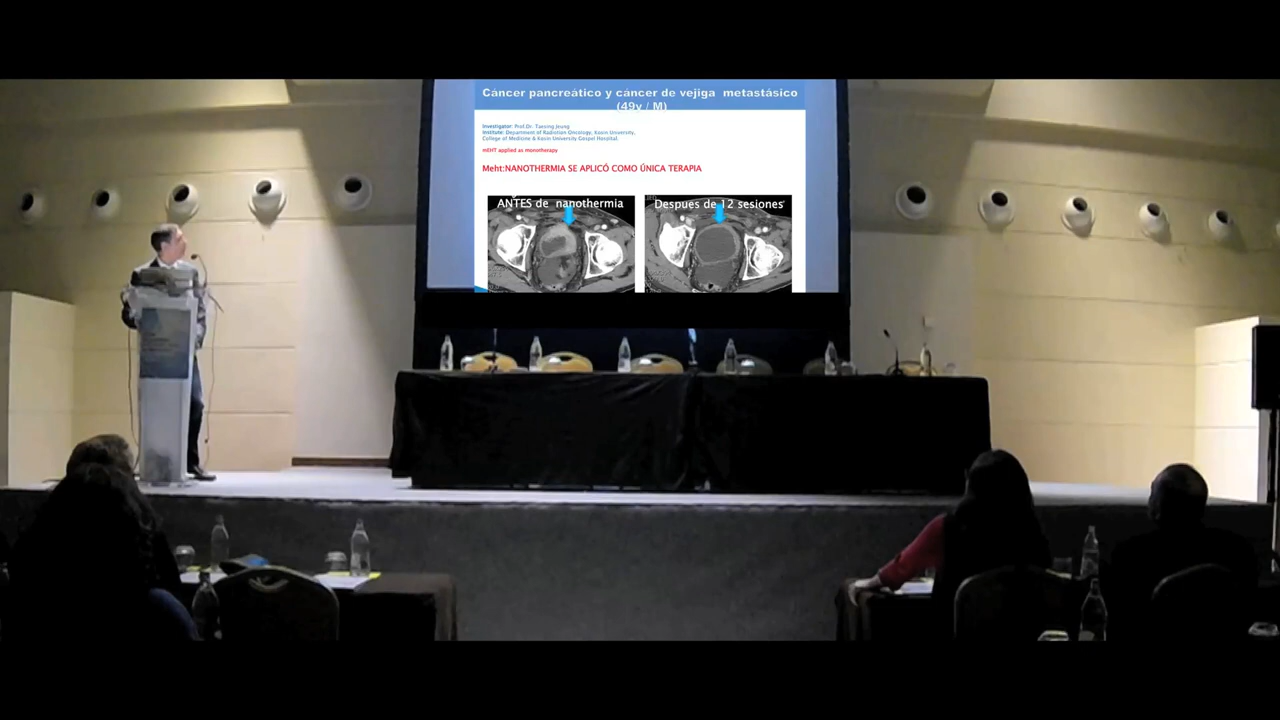 Cáncer pancreático y cáncer de vejiga metastásico
(49y / M)
Investigator: Prof.Dr. Taesing Jeung
Institute: Department of Radiation Oncology, Kosin University,
College of Medicine & Kosin University Gospel Hospital
mEHT applied as monotherapy
Meht:NANOTHERMIA SE APLICÓ COMO ÚNICA TERAPIA
ANTES de nanothermia
Despues de 12 sesiones